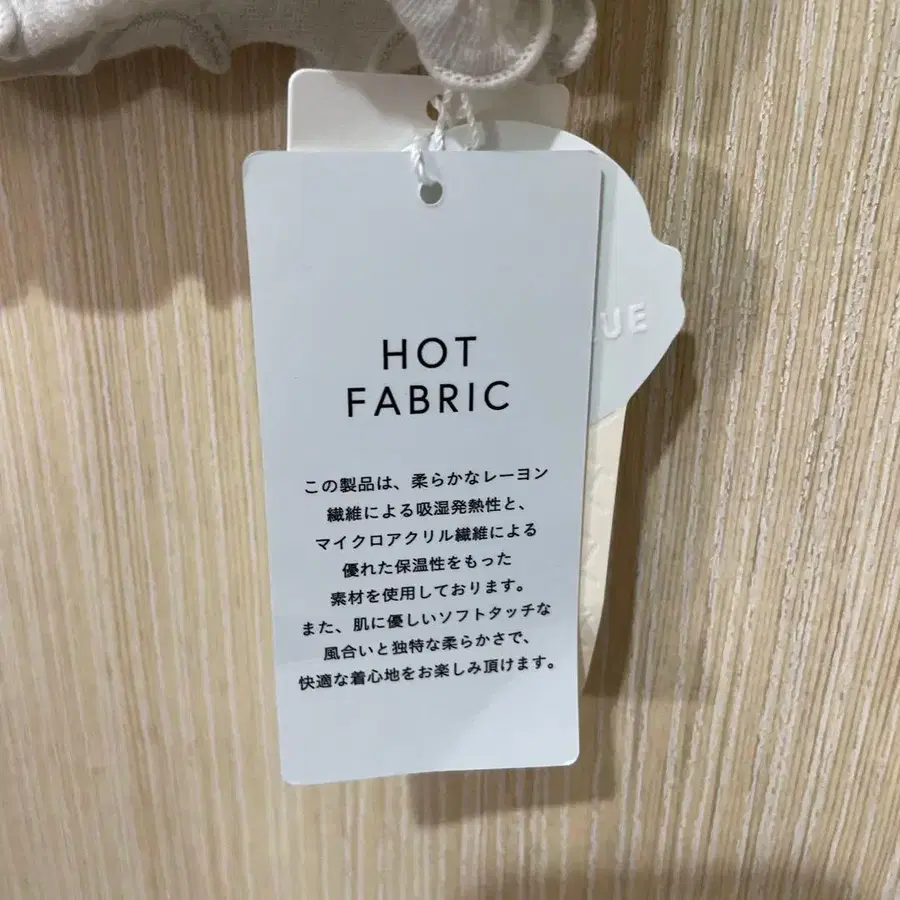 HOT
FABRIC
この製品は、柔らかなレーヨン
繊維による吸湿発熱性と、
マイクロアクリル繊維による
優れた保温性をもった
素材を使用しております。
また、肌に優しいソフトタッチな
風合いと独特な柔らかさで、
快適な着心地をお楽しみ頂けます。
UE